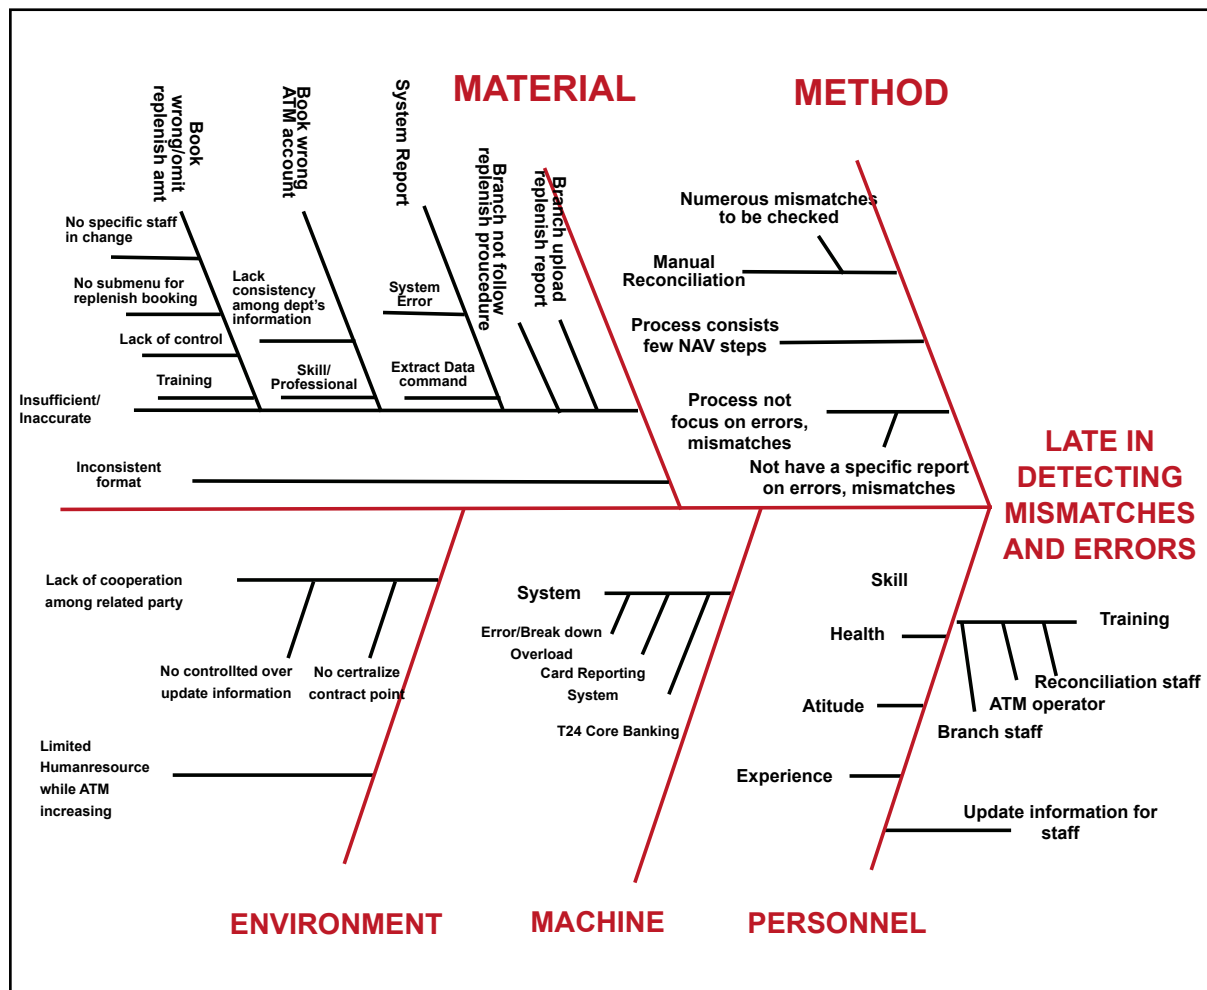 MATERIAL
METHOD
Book
wrong/omit
replenish amt
Book wrong
ATM account
System Report
Branch not follow
replenish proucedure
Branch upload
replenish report
No specific staff
in change
No submenu for
replenish booking
Lack of control
Training
Insufficient/
Inaccurate
Lack
consistency
among dept's
information
Skill/
Professional
System
Error
Extract Data
command
Inconsistent
format
Numerous mismatches
to be checked
Manual
Reconciliation
Process consists
few NAV steps
Process not
focus on errors,
mismatches
Not have a specific report
on errors, mismatches
LATE IN
DETECTING
MISMATCHES
AND ERRORS
Lack of cooperation
among related party
No controllted over
update information
No certralize
contract point
Limited
Humanresource
while ATM
increasing
System
Error/Break down
Overload
Card Reporting
System
T24 Core Banking
Skill
Health
Atitude
Experience
Training
Reconciliation staff
ATM operator
Branch staff
Update information for
staff
ENVIRONMENT
MACHINE
PERSONNEL